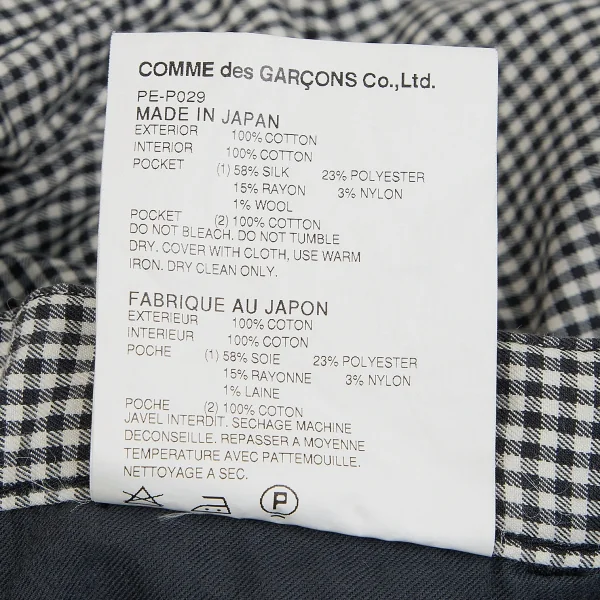 COMME des GARÇONS Co.,Ltd.
PE-P029
MADE IN JAPAN
EXTERIOR 100% COTTON
INTERIOR 100% COTTON
POCKET (1) 58% SILK 23% POLYESTER
15% RAYON 3% NYLON
1% WOOL
POCKET (2) 100% COTTON
DO NOT BLEACH. DO NOT TUMBLE
DRY. COVER WITH CLOTH, USE WARM
IRON. DRY CLEAN ONLY.
FABRIQUE AU JAPON
EXTERIEUR 100% COTON
INTERIEUR 100% COTON
POCHE (1) 58% SOIE 23% POLYESTER
15% RAYONNE 3% NYLON
1% LAINE
POCHE (2) 100% COTON
JAVEL INTERDIT. SECHAGE MACHINE
DECONSEILLE. REPASSER A MOYENNE
TEMPERATURE AVEC PATTEMOUILLE.
NETTOYAGE A SEC.
P